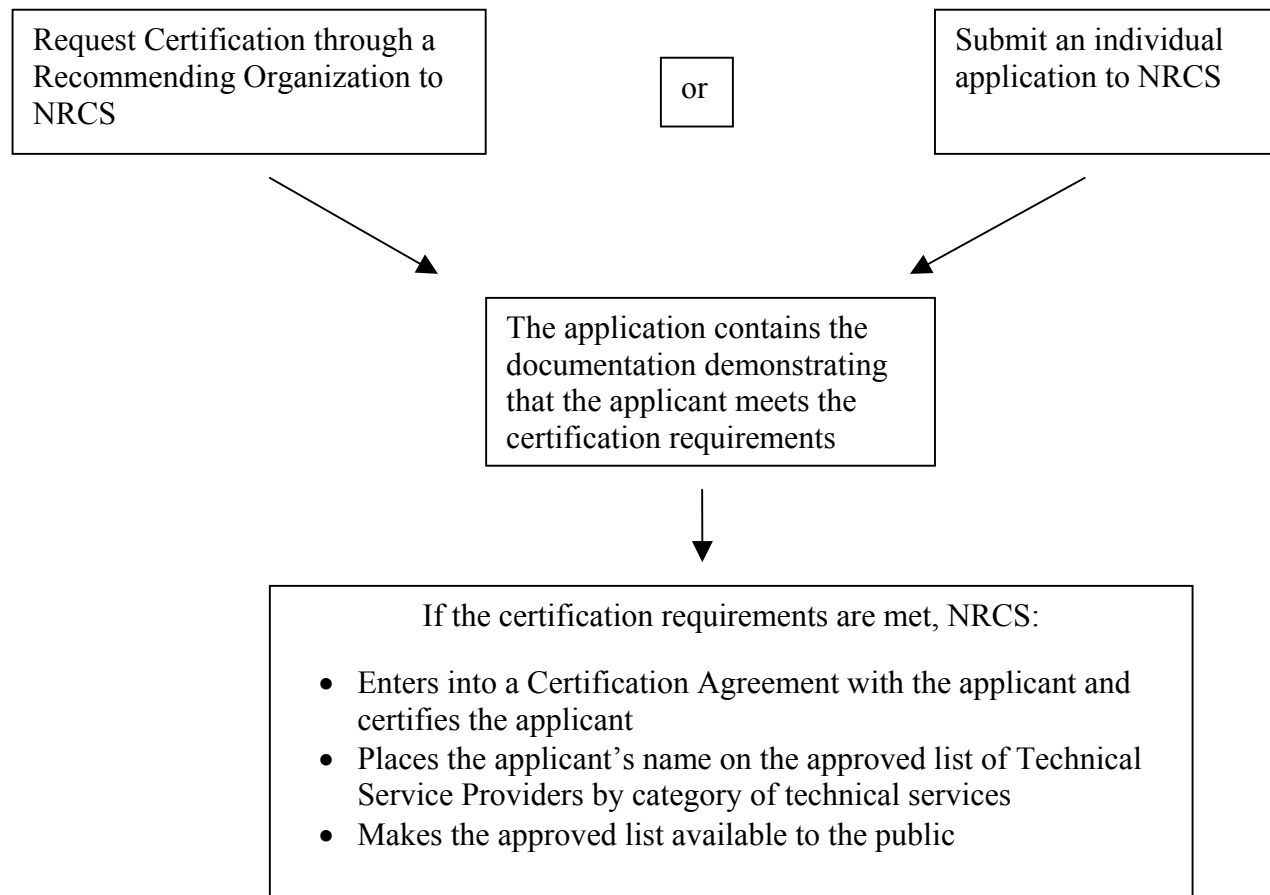 Request Certification through a
Recommending Organization to
NRCS
or
Submit an individual
application to NRCS
The application contains the
documentation demonstrating
that the applicant meets the
certification requirements
If the certification requirements are met, NRCS:
• Enters into a Certification Agreement with the applicant and
certifies the applicant
• Places the applicant’s name on the approved list of Technical
Service Providers by category of technical services
• Makes the approved list available to the public